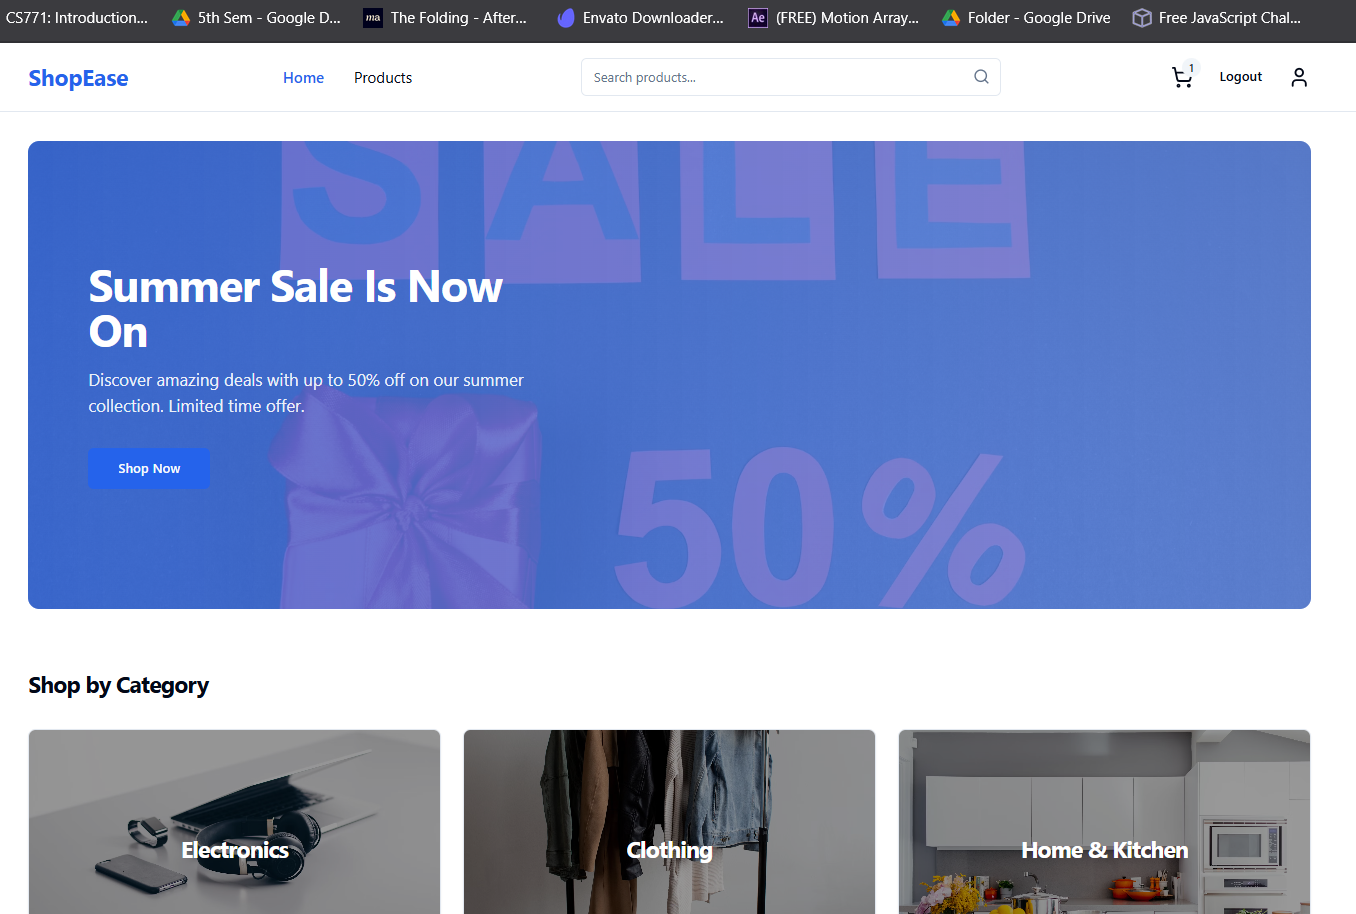 CS771: Introduction...
5th Sem - Google D...
ma
The Folding - After...
Envato Downloader...
Ae
(FREE) Motion Array...
Folder - Google Drive
Free JavaScript Chal...
ShopEase
Home
Products
Search products...
1
Logout
SALE
Summer Sale Is Now
On
Discover amazing deals with up to 50% off on our summer
collection. Limited time offer.
Shop Now
50%
Shop by Category
Electronics
Clothing
Home & Kitchen